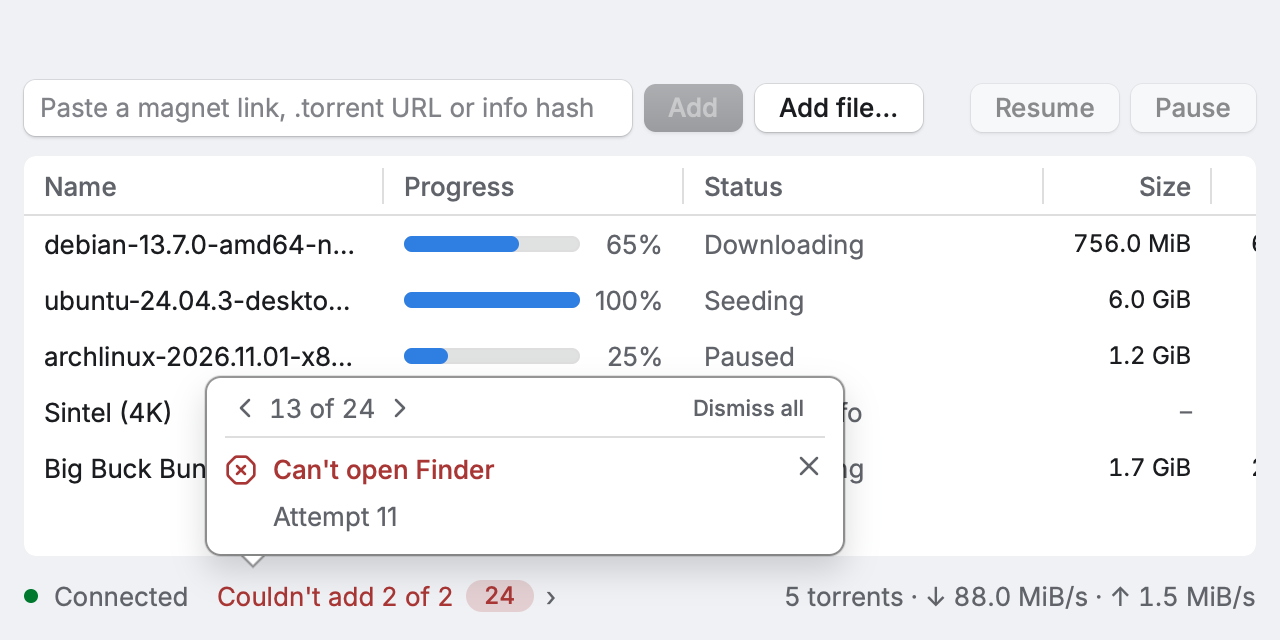 Paste a magnet link, .torrent URL or info hash Add Add file... Resume Pause
Name Progress Status Size
debian-13.7.0-amd64-n... 65% Downloading 756.0 MiB
ubuntu-24.04.3-deskto... 100% Seeding 6.0 GiB
archlinux-2026.11.01-x8... 25% Paused 1.2 GiB
Sintel (4K) –
Big Buck Bun 1.7 GiB
13 of 24 Dismiss all
Can't open Finder
Attempt 11
Connected Couldn't add 2 of 2 24 › 5 torrents · ↓ 88.0 MiB/s · ↑ 1.5 MiB/s